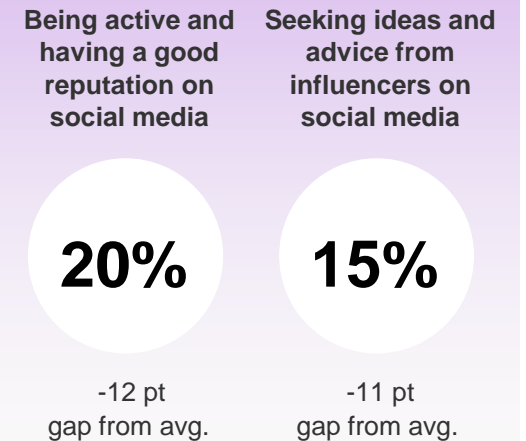 Being active and
having a good
reputation on
social media
20%
-12 pt
gap from avg.
Seeking ideas and
advice from
influencers on
social media
15%
-11 pt
gap from avg.